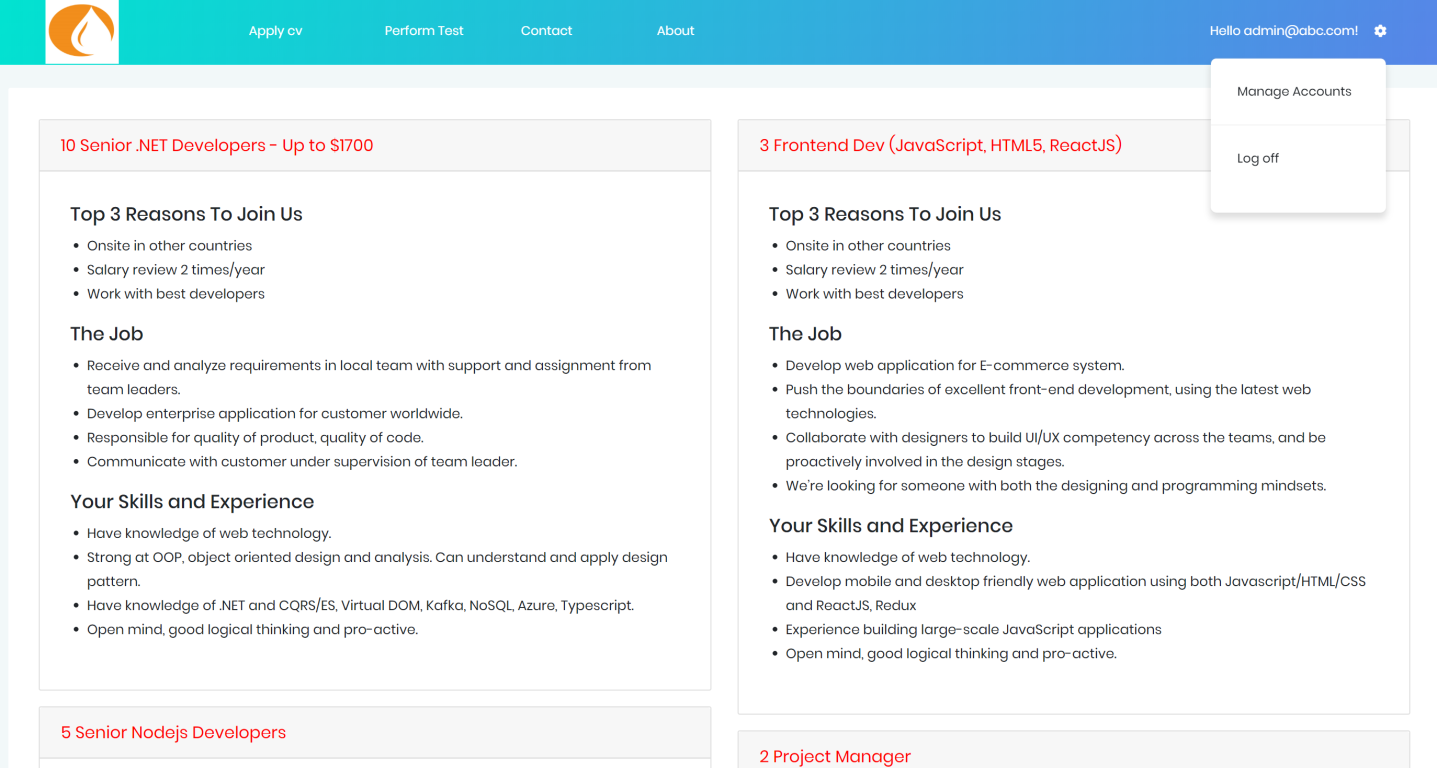 Apply cv
Perform Test
Contact
About
Hello admin@abc.com!
Manage Accounts
Log off
10 Senior .NET Developers - Up to $1700
Top 3 Reasons To Join Us
Onsite in other countries
Salary review 2 times/year
Work with best developers
The Job
Receive and analyze requirements in local team with support and assignment from
team leaders.
Develop enterprise application for customer worldwide.
Responsible for quality of product, quality of code.
Communicate with customer under supervision of team leader.
Your Skills and Experience
Have knowledge of web technology.
Strong at OOP, object oriented design and analysis. Can understand and apply design
pattern.
Have knowledge of .NET and CQRS/ES, Virtual DOM, Kafka, NoSQL, Azure, Typescript.
Open mind, good logical thinking and pro-active.
5 Senior Nodejs Developers
3 Frontend Dev (JavaScript, HTML5, ReactJS)
Top 3 Reasons To Join Us
Onsite in other countries
Salary review 2 times/year
Work with best developers
The Job
Develop web application for E-commerce system.
Push the boundaries of excellent front-end development, using the latest web
technologies.
Collaborate with designers to build UI/UX competency across the teams, and be
proactively involved in the design stages.
We're looking for someone with both the designing and programming mindsets.
Your Skills and Experience
Have knowledge of web technology.
Develop mobile and desktop friendly web application using both Javascript/HTML/CSS
and ReactJS, Redux
Experience building large-scale JavaScript applications
Open mind, good logical thinking and pro-active.
2 Project Manager